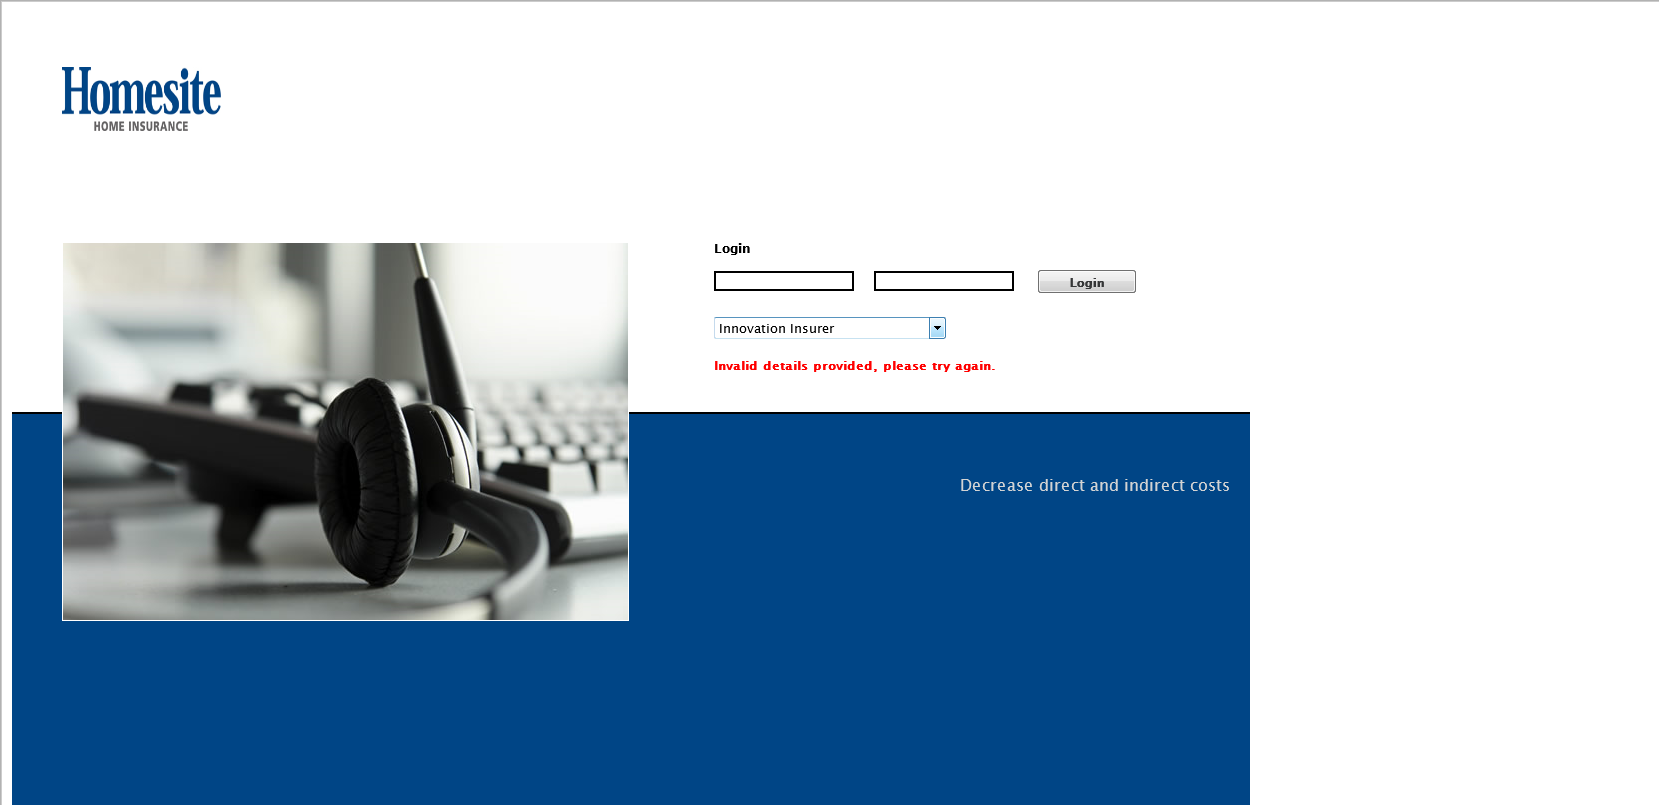 Homesite
HOME INSURANCE
Login
Login
Innovation Insurer
Invalid details provided, please try again.
Decrease direct and indirect costs